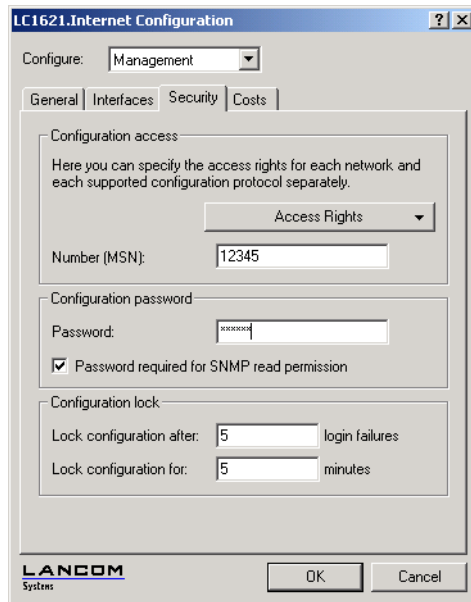 LC1621.Internet Configuration
Configure: Management
General Interfaces Security Costs
Configuration access
Here you can specify the access rights for each network and
each supported configuration protocol separately.
Access Rights
Number (MSN): 12345
Configuration password
Password: ******
Password required for SNMP read permission
Configuration lock
Lock configuration after: 5 login failures
Lock configuration for: 5 minutes
LANCOM
Systems
OK Cancel